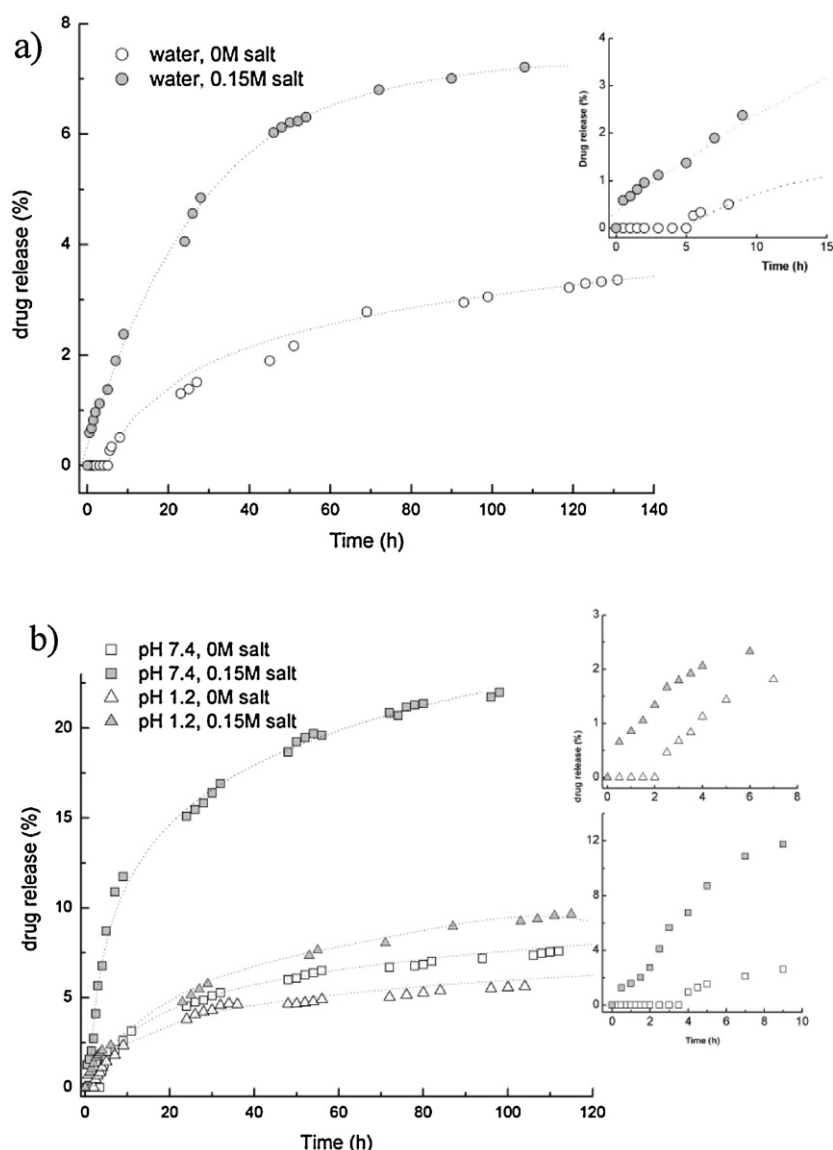 a)
water, 0M salt
water, 0.15M salt
drug release (%)
8
6
4
2
0
0 20 40 60 80 100 120 140
Time (h)
Drug release (%)
4
3
2
1
0
0 5 10 15
Time (h)
b)
pH 7.4, 0M salt
pH 7.4, 0.15M salt
pH 1.2, 0M salt
pH 1.2, 0.15M salt
drug release (%)
20
15
10
5
0
0 20 40 60 80 100 120
Time (h)
drug release (%)
3
2
1
0
0 2 4 6 8
Time (h)
drug release (%)
12
8
4
0
0 2 4 6 8 10
Time (h)